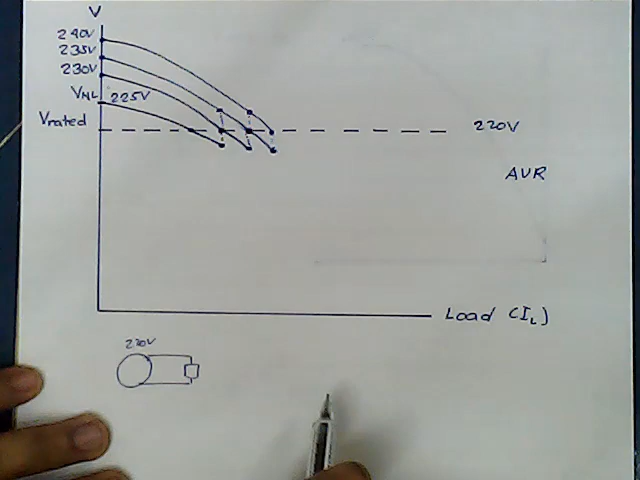 V
240V
235V
230V
VNL 225V
Vrated
220V
AVR
Load (IL)
220V